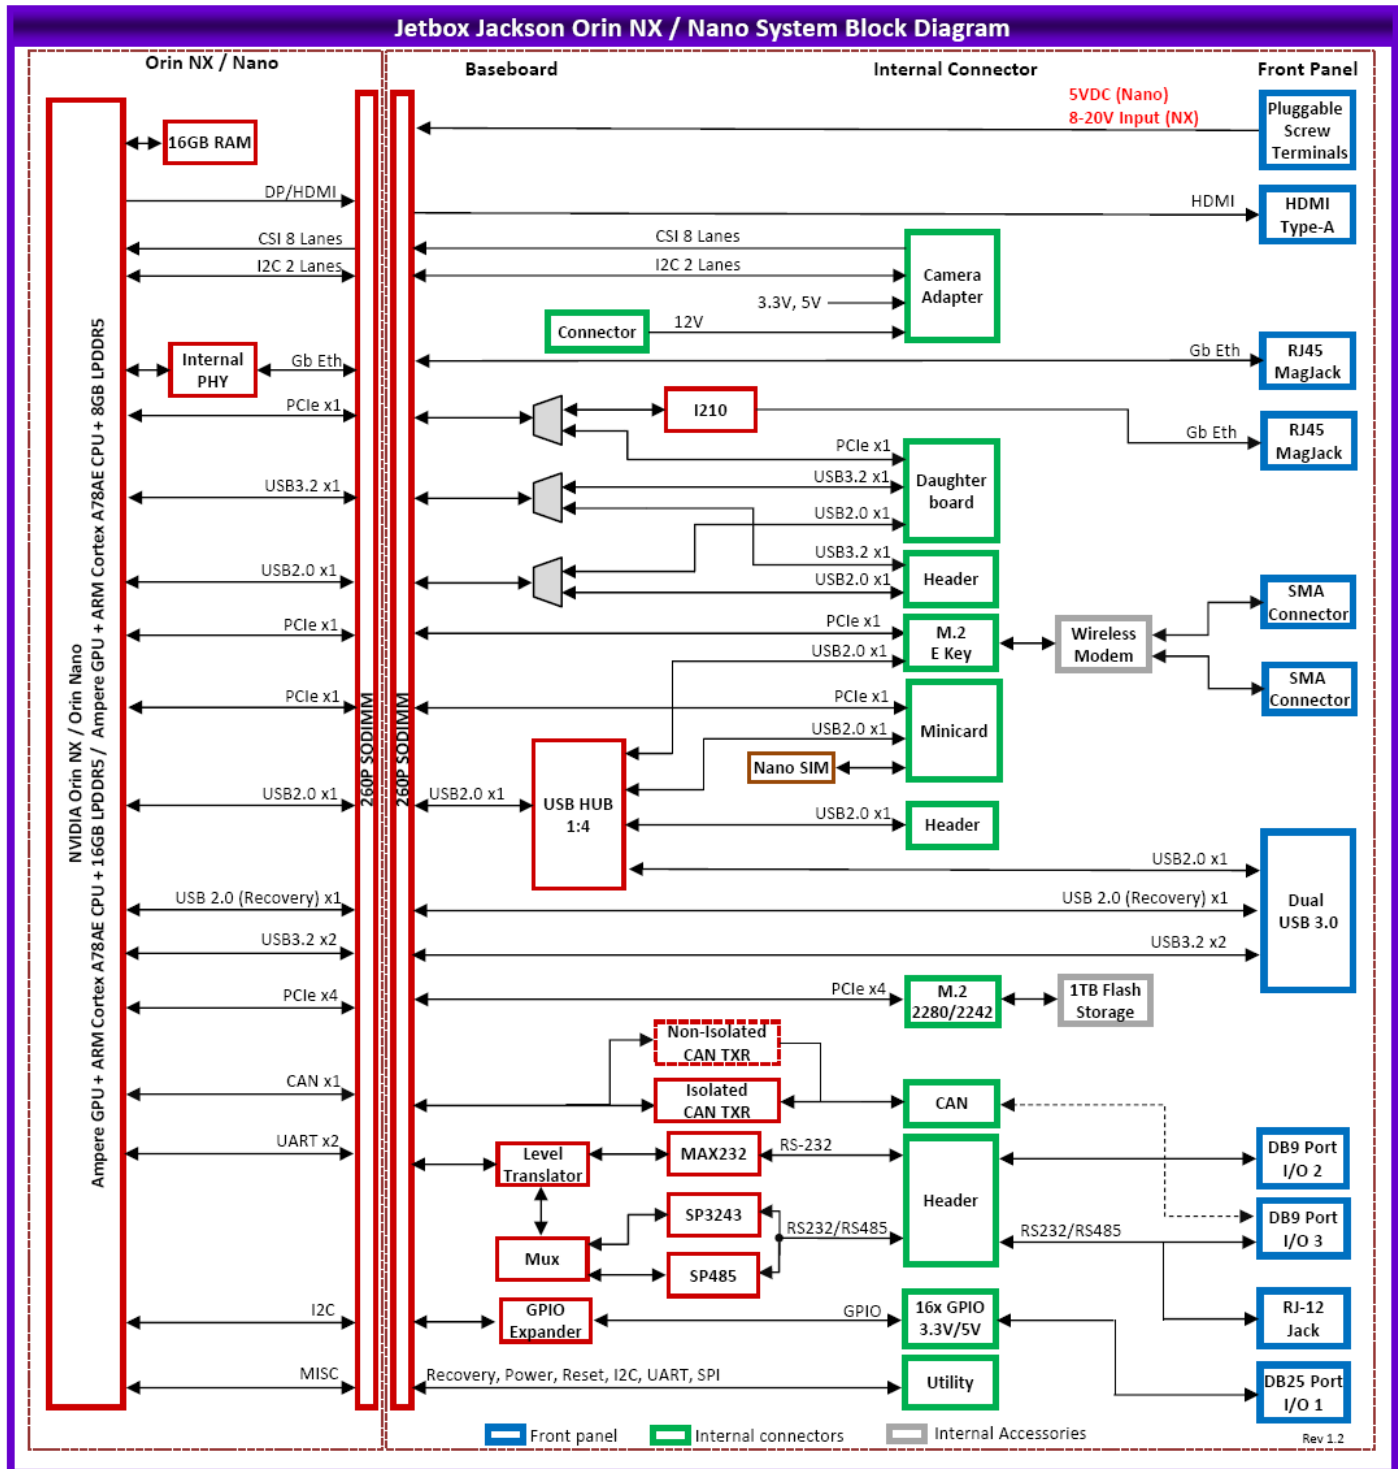 Jetbox Jackson Orin NX / Nano System Block Diagram
Orin NX / Nano
Baseboard
Internal Connector
Front Panel
NVIDIA Orin NX / Orin Nano
Ampere GPU + ARM Cortex A78AE CPU + 16GB LPDDR5 / Ampere GPU + ARM Cortex A78AE CPU + 8GB LPDDR5
16GB RAM
DP/HDMI
CSI 8 Lanes
I2C 2 Lanes
Internal
PHY
Gb Eth
PCIe x1
USB3.2 x1
USB2.0 x1
PCIe x1
PCIe x1
USB2.0 x1
USB 2.0 (Recovery) x1
USB3.2 x2
PCIe x4
CAN x1
UART x2
I2C
MISC
260P SODIMM
260P SODIMM
5VDC (Nano)
8-20V Input (NX)
Pluggable
Screw
Terminals
HDMI
HDMI
Type-A
CSI 8 Lanes
I2C 2 Lanes
3.3V, 5V
Connector
12V
Camera
Adapter
Gb Eth
RJ45
MagJack
I210
Gb Eth
RJ45
MagJack
PCIe x1
USB3.2 x1
USB2.0 x1
Daughter
board
USB3.2 x1
USB2.0 x1
Header
PCIe x1
USB2.0 x1
M.2
E Key
Wireless
Modem
SMA
Connector
SMA
Connector
PCIe x1
USB2.0 x1
Nano SIM
Minicard
USB2.0 x1
USB HUB
1:4
USB2.0 x1
Header
USB2.0 x1
USB 2.0 (Recovery) x1
USB3.2 x2
Dual
USB 3.0
PCIe x4
M.2
2280/2242
1TB Flash
Storage
Non-Isolated
CAN TXR
Isolated
CAN TXR
CAN
Level
Translator
MAX232
RS-232
Header
DB9 Port
I/O 2
SP3243
Mux
SP485
RS232/RS485
RS232/RS485
DB9 Port
I/O 3
GPIO
Expander
GPIO
16x GPIO
3.3V/5V
RJ-12
Jack
Recovery, Power, Reset, I2C, UART, SPI
Utility
DB25 Port
I/O 1
Front panel
Internal connectors
Internal Accessories
Rev 1.2